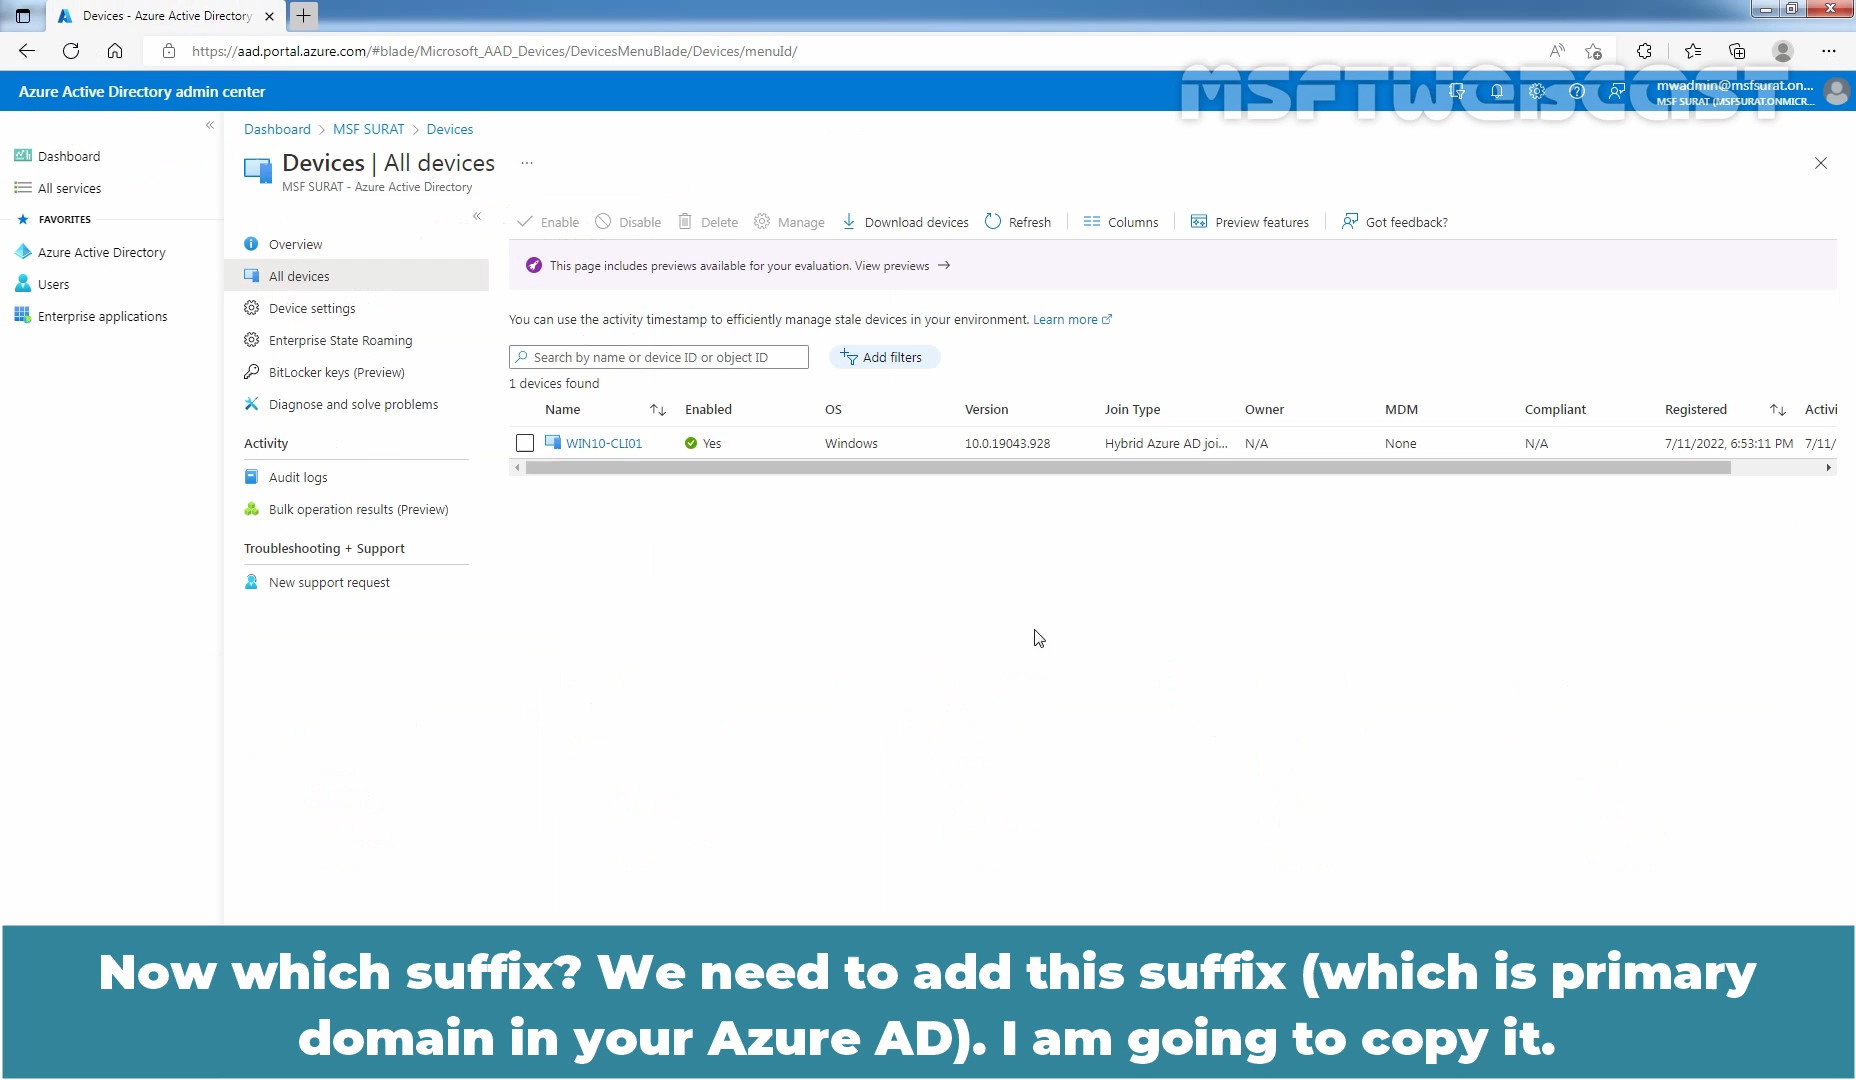 Devices - Azure Active Directory
https://aad.portal.azure.com/#blade/Microsoft_AAD_Devices/DevicesMenuBlade/Devices/menuId/
MSFTWEBCAST
Azure Active Directory admin center
mwadmin@msfsurat.on...
MSF SURAT (MSFSURAT.ONMICR...
Dashboard > MSF SURAT > Devices
Dashboard
All services
FAVORITES
Azure Active Directory
Users
Enterprise applications
Devices | All devices ...
MSF SURAT - Azure Active Directory
Overview
All devices
Device settings
Enterprise State Roaming
BitLocker keys (Preview)
Diagnose and solve problems
Activity
Audit logs
Bulk operation results (Preview)
Troubleshooting + Support
New support request
Enable Disable Delete Manage Download devices Refresh Columns Preview features Got feedback?
This page includes previews available for your evaluation. View previews →
You can use the activity timestamp to efficiently manage stale devices in your environment. Learn more
Search by name or device ID or object ID
Add filters
1 devices found
Name Enabled OS Version Join Type Owner MDM Compliant Registered Activi
WIN10-CLI01 Yes Windows 10.0.19043.928 Hybrid Azure AD joi... N/A None N/A 7/11/2022, 6:53:11 PM 7/11/
Now which suffix? We need to add this suffix (which is primary
domain in your Azure AD). I am going to copy it.